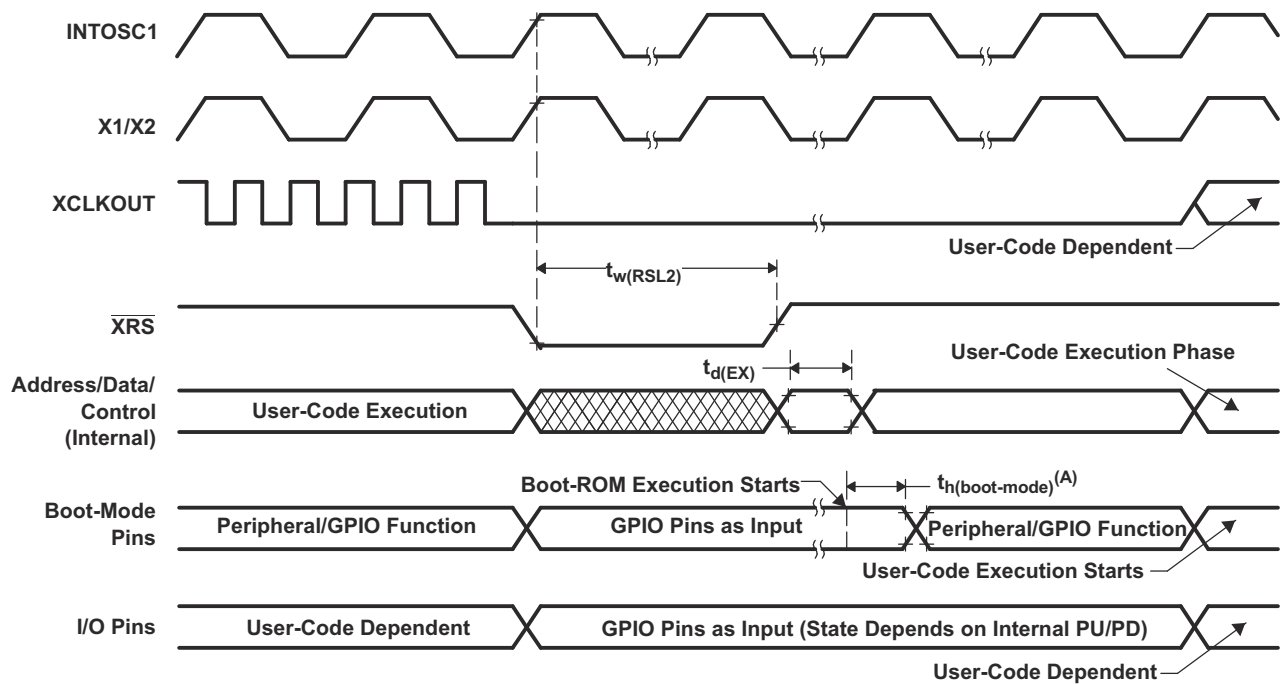 INTOSC1
X1/X2
XCLKOUT
User-Code Dependent
tw(RSL2)
XRS
User-Code Execution Phase
td(EX)
Address/Data/
Control
(Internal)
User-Code Execution
Boot-ROM Execution Starts
th(boot-mode)(A)
Boot-Mode
Pins
Peripheral/GPIO Function
GPIO Pins as Input
Peripheral/GPIO Function
User-Code Execution Starts
I/O Pins
User-Code Dependent
GPIO Pins as Input (State Depends on Internal PU/PD)
User-Code Dependent